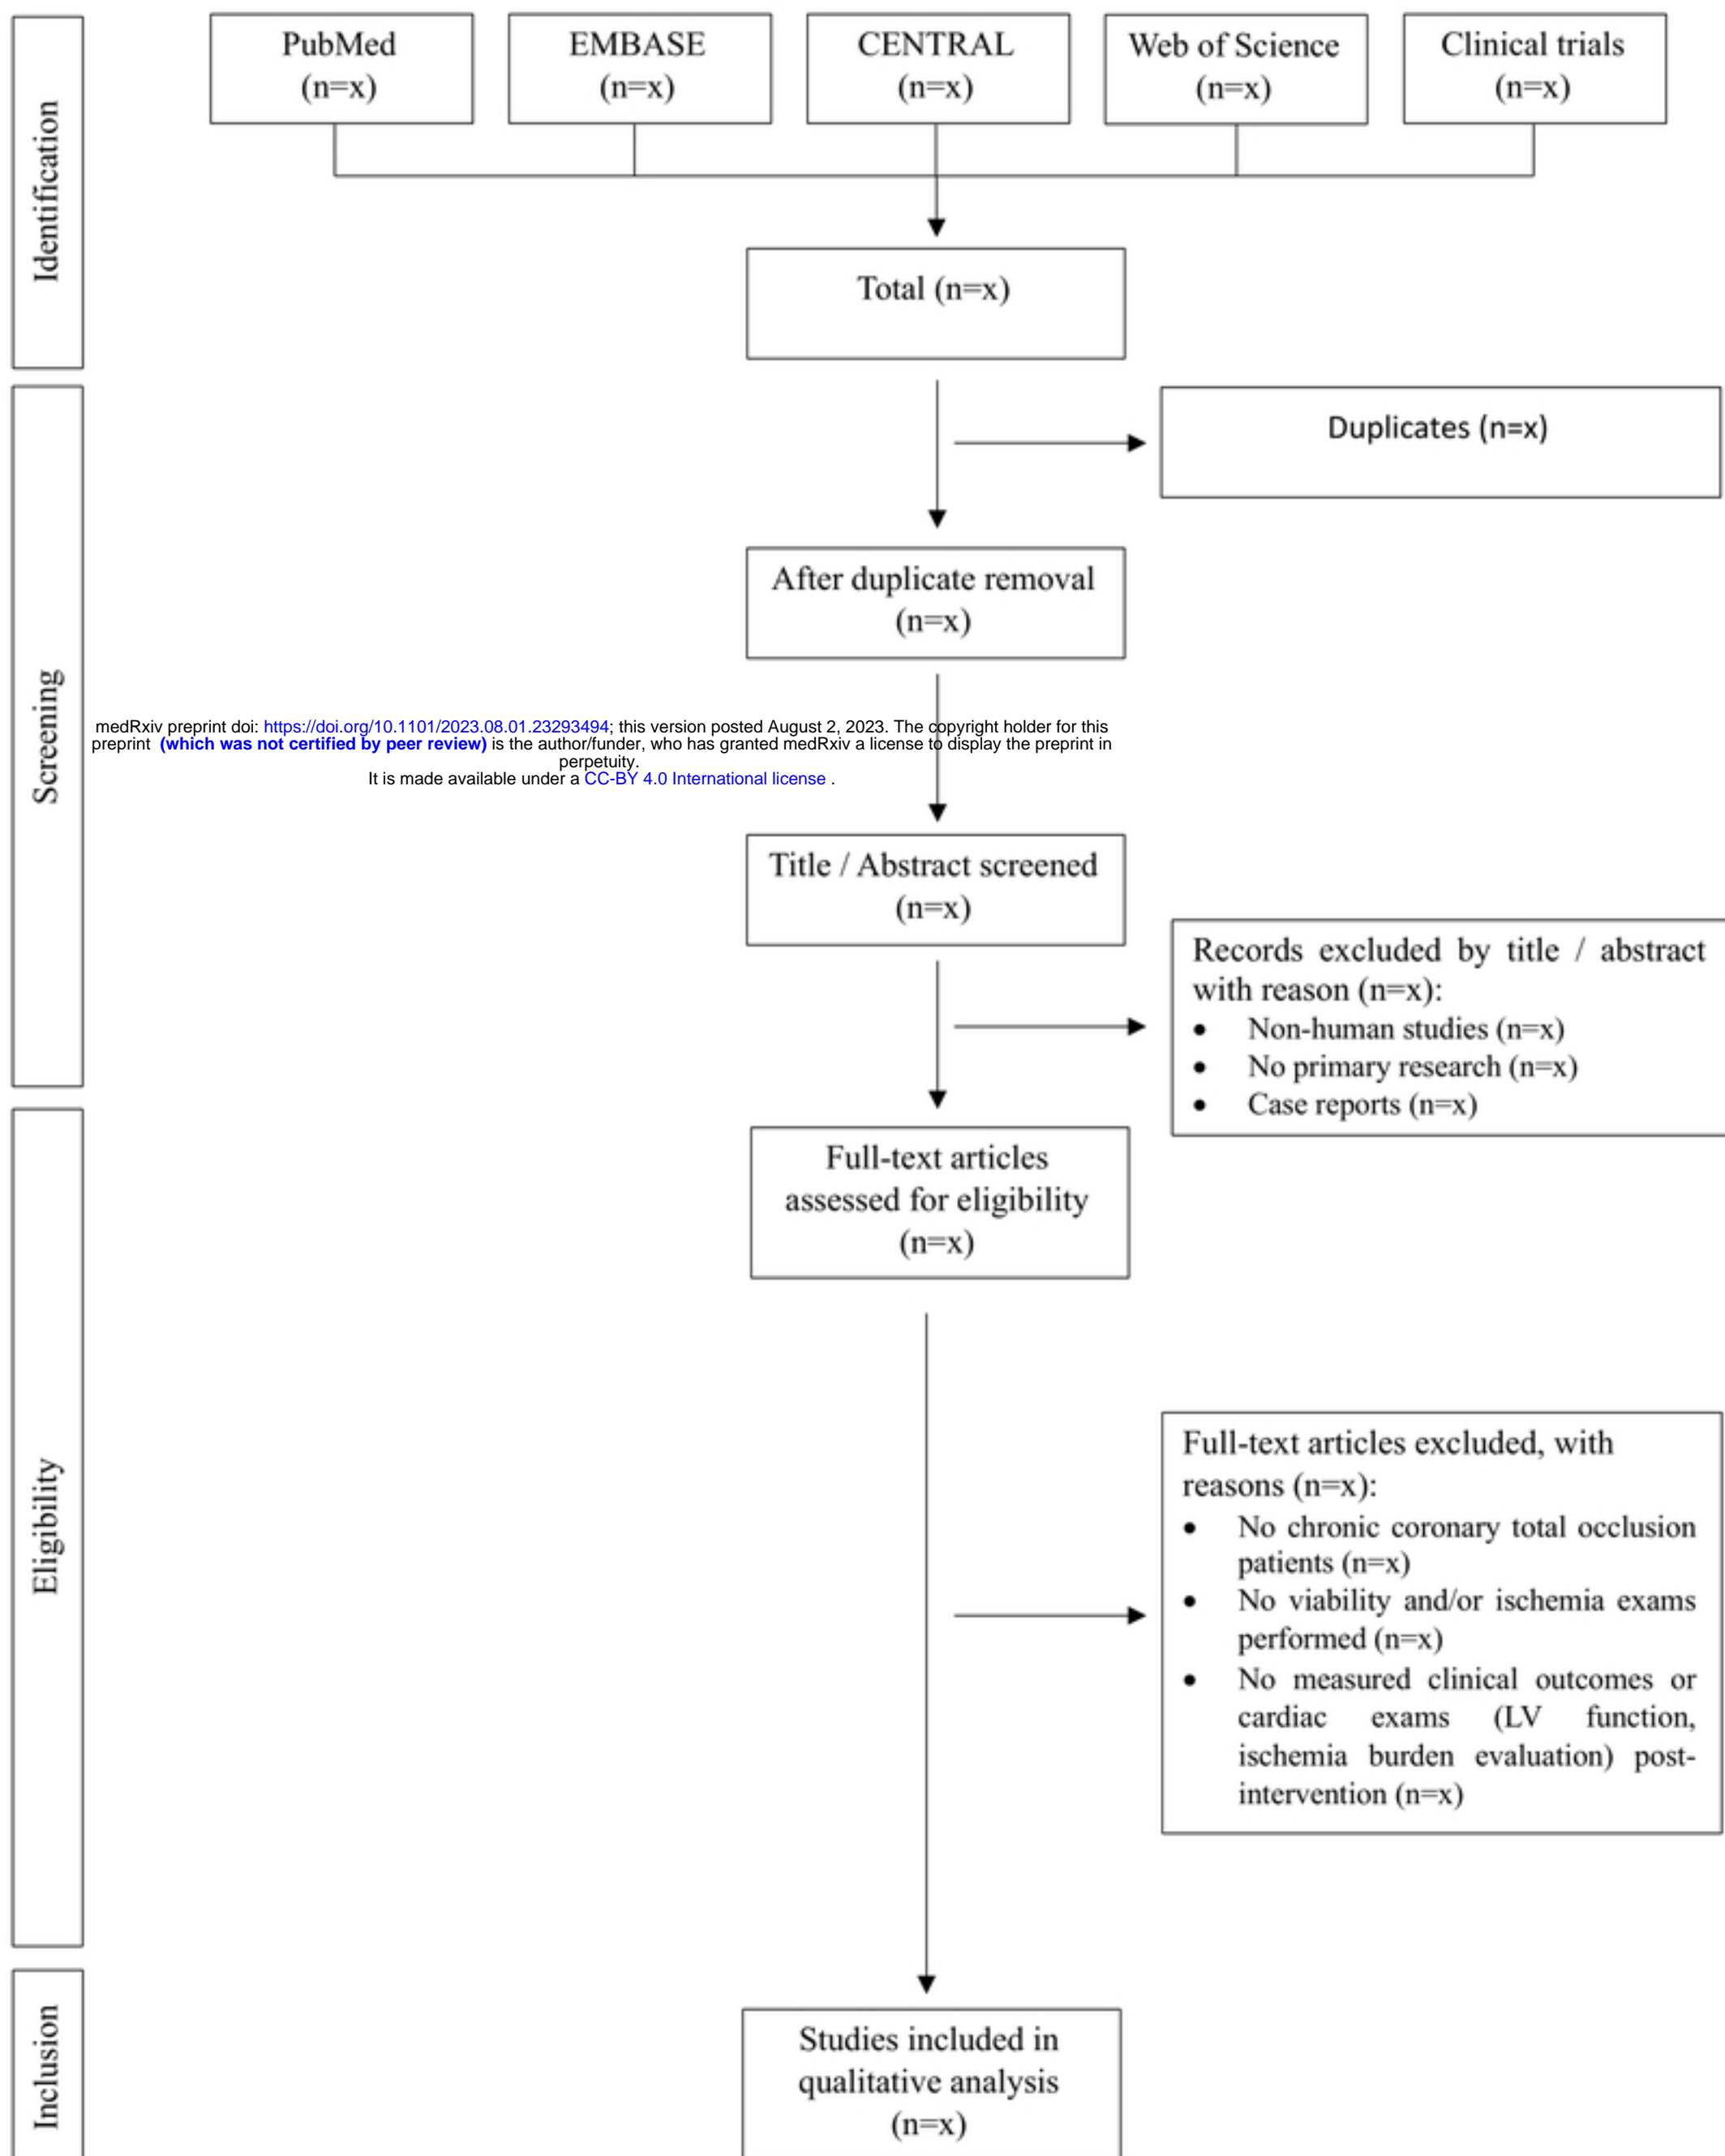 Identification
PubMed
(n=x)
EMBASE
(n=x)
CENTRAL
(n=x)
Web of Science
(n=x)
Clinical trials
(n=x)
Total (n=x)
Screening
Duplicates (n=x)
After duplicate removal
(n=x)
medRxiv preprint doi: https://doi.org/10.1101/2023.08.01.23293494; this version posted August 2, 2023. The copyright holder for this
preprint (which was not certified by peer review) is the author/funder, who has granted medRxiv a license to display the preprint in
perpetuity.
It is made available under a CC-BY 4.0 International license .
Title / Abstract screened
(n=x)
Records excluded by title / abstract
with reason (n=x):
• Non-human studies (n=x)
• No primary research (n=x)
• Case reports (n=x)
Eligibility
Full-text articles
assessed for eligibility
(n=x)
Full-text articles excluded, with
reasons (n=x):
• No chronic coronary total occlusion
patients (n=x)
• No viability and/or ischemia exams
performed (n=x)
• No measured clinical outcomes or
cardiac exams (LV function,
ischemia burden evaluation) post-
intervention (n=x)
Inclusion
Studies included in
qualitative analysis
(n=x)